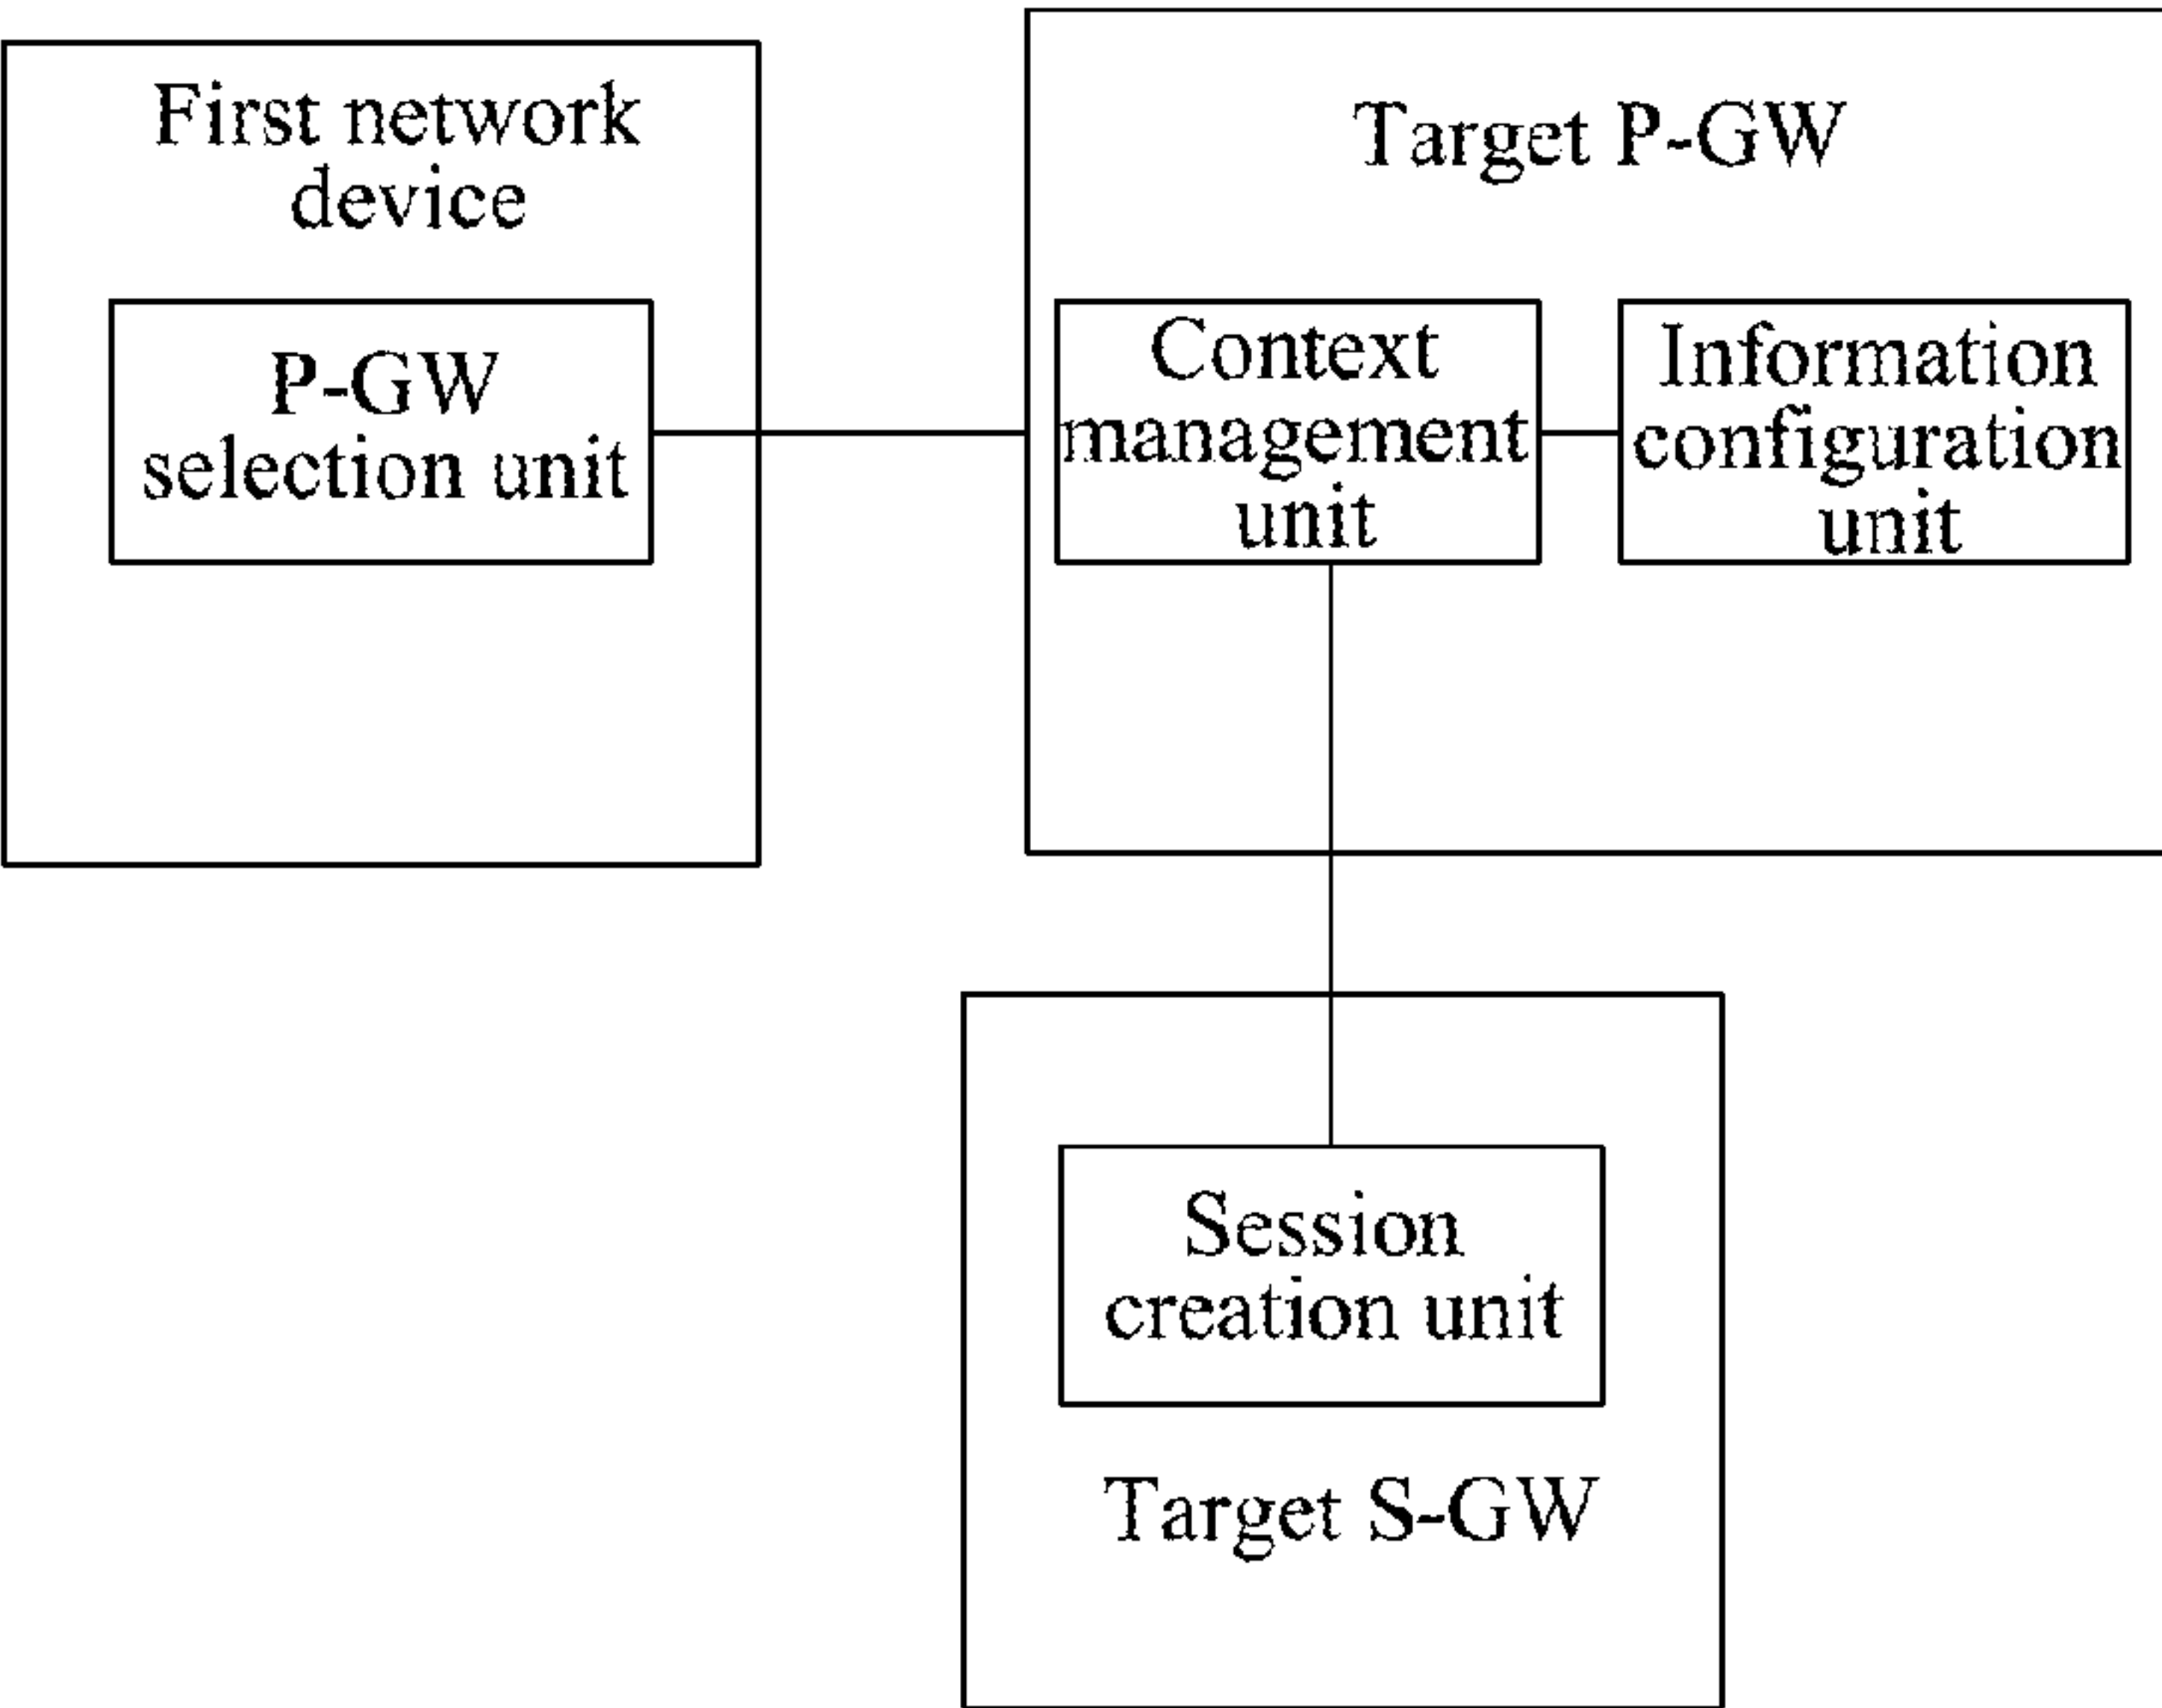 First network
device
P-GW
selection unit
Target P-GW
Context
management
unit
Information
configuration
unit
Session
creation unit
Target S-GW